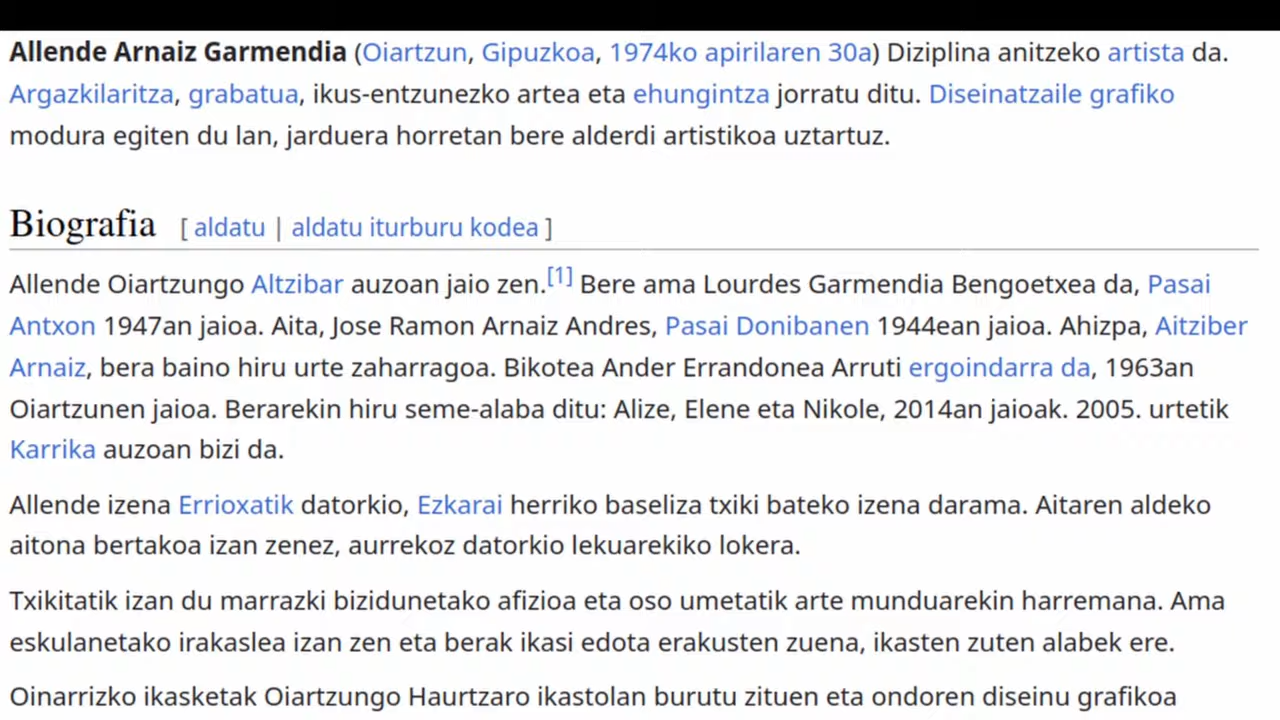 Allende Arnaiz Garmendia (Oiartzun, Gipuzkoa, 1974ko apirilaren 30a) Diziplina anitzeko artista da.
Argazkilaritza, grabatua, ikus-entzunezko artea eta ehungintza jorratu ditu. Diseinatzaile grafiko
modura egiten du lan, jarduera horretan bere alderdi artistikoa uztartuz.
Biografia [ aldatu | aldatu iturburu kodea ]
Allende Oiartzungo Altzibar auzoan jaio zen.[1] Bere ama Lourdes Garmendia Bengoetxea da, Pasai
Antxon 1947an jaioa. Aita, Jose Ramon Arnaiz Andres, Pasai Donibanen 1944ean jaioa. Ahizpa, Aitziber
Arnaiz, bera baino hiru urte zaharragoa. Bikotea Ander Errandonea Arruti ergoindarra da, 1963an
Oiartzunen jaioa. Berarekin hiru seme-alaba ditu: Alize, Elene eta Nikole, 2014an jaioak. 2005. urtetik
Karrika auzoan bizi da.
Allende izena Errioxatik datorkio, Ezkarai herriko baseliza txiki bateko izena darama. Aitaren aldeko
aitona bertakoa izan zenez, aurrekoz datorkio lekuarekiko lokera.
Txikitatik izan du marrazki bizidunetako afizioa eta oso umetatik arte munduarekin harremana. Ama
eskulanetako irakaslea izan zen eta berak ikasi edota erakusten zuena, ikasten zuten alabek ere.
Oinarrizko ikasketak Oiartzungo Haurtzaro ikastolan burutu zituen eta ondoren diseinu grafikoa